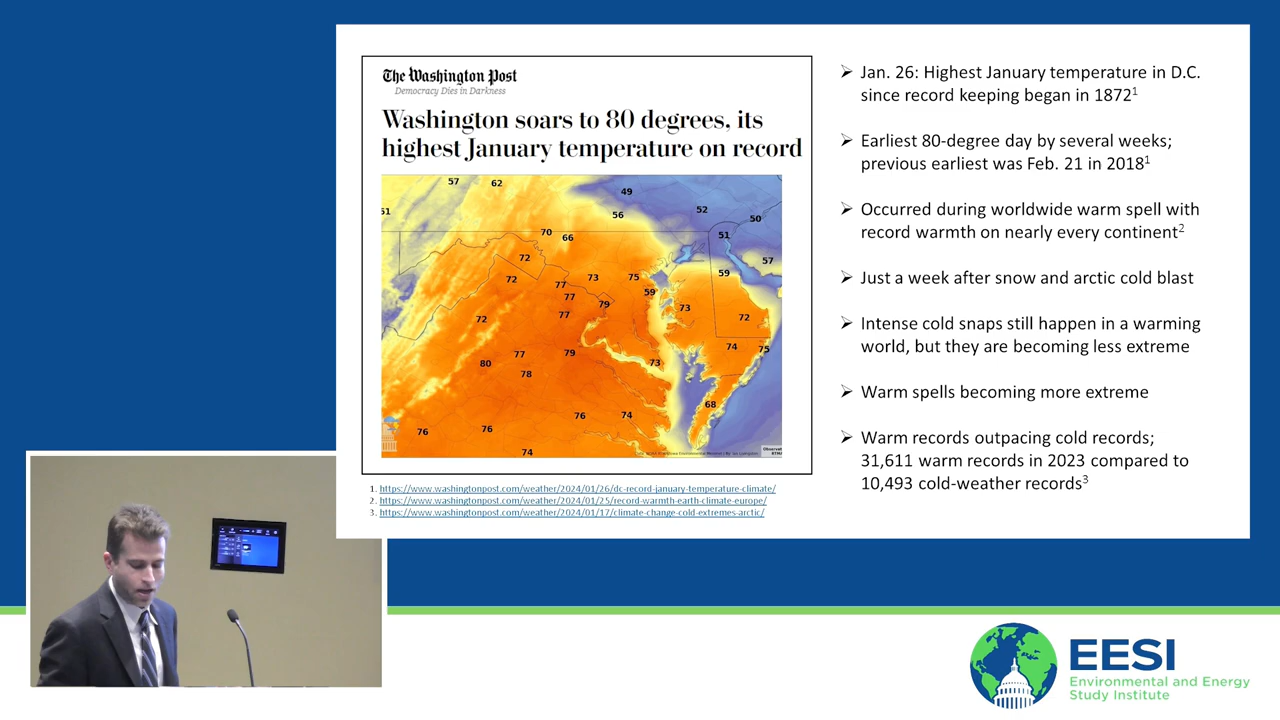 The Washington Post
Democracy Dies in Darkness
Washington soars to 80 degrees, its
highest January temperature on record
57
62
49
51
56
52
50
51
70
66
57
72
72
73
75
59
77
59
77
79
73
72
77
72
80
77
79
74
75
78
73
68
76
74
76
76
74
1. https://www.washingtonpost.com/weather/2024/01/26/dc-record-january-temperature-climate/
2. https://www.washingtonpost.com/weather/2024/01/25/record-warmth-earth-climate-europe/
3. https://www.washingtonpost.com/weather/2024/01/17/climate-change-cold-extremes-arctic/
➢ Jan. 26: Highest January temperature in D.C.
since record keeping began in 1872¹
➢ Earliest 80-degree day by several weeks;
previous earliest was Feb. 21 in 2018¹
➢ Occurred during worldwide warm spell with
record warmth on nearly every continent²
➢ Just a week after snow and arctic cold blast
➢ Intense cold snaps still happen in a warming
world, but they are becoming less extreme
➢ Warm spells becoming more extreme
➢ Warm records outpacing cold records;
31,611 warm records in 2023 compared to
10,493 cold-weather records³
EESI
Environmental and Energy
Study Institute